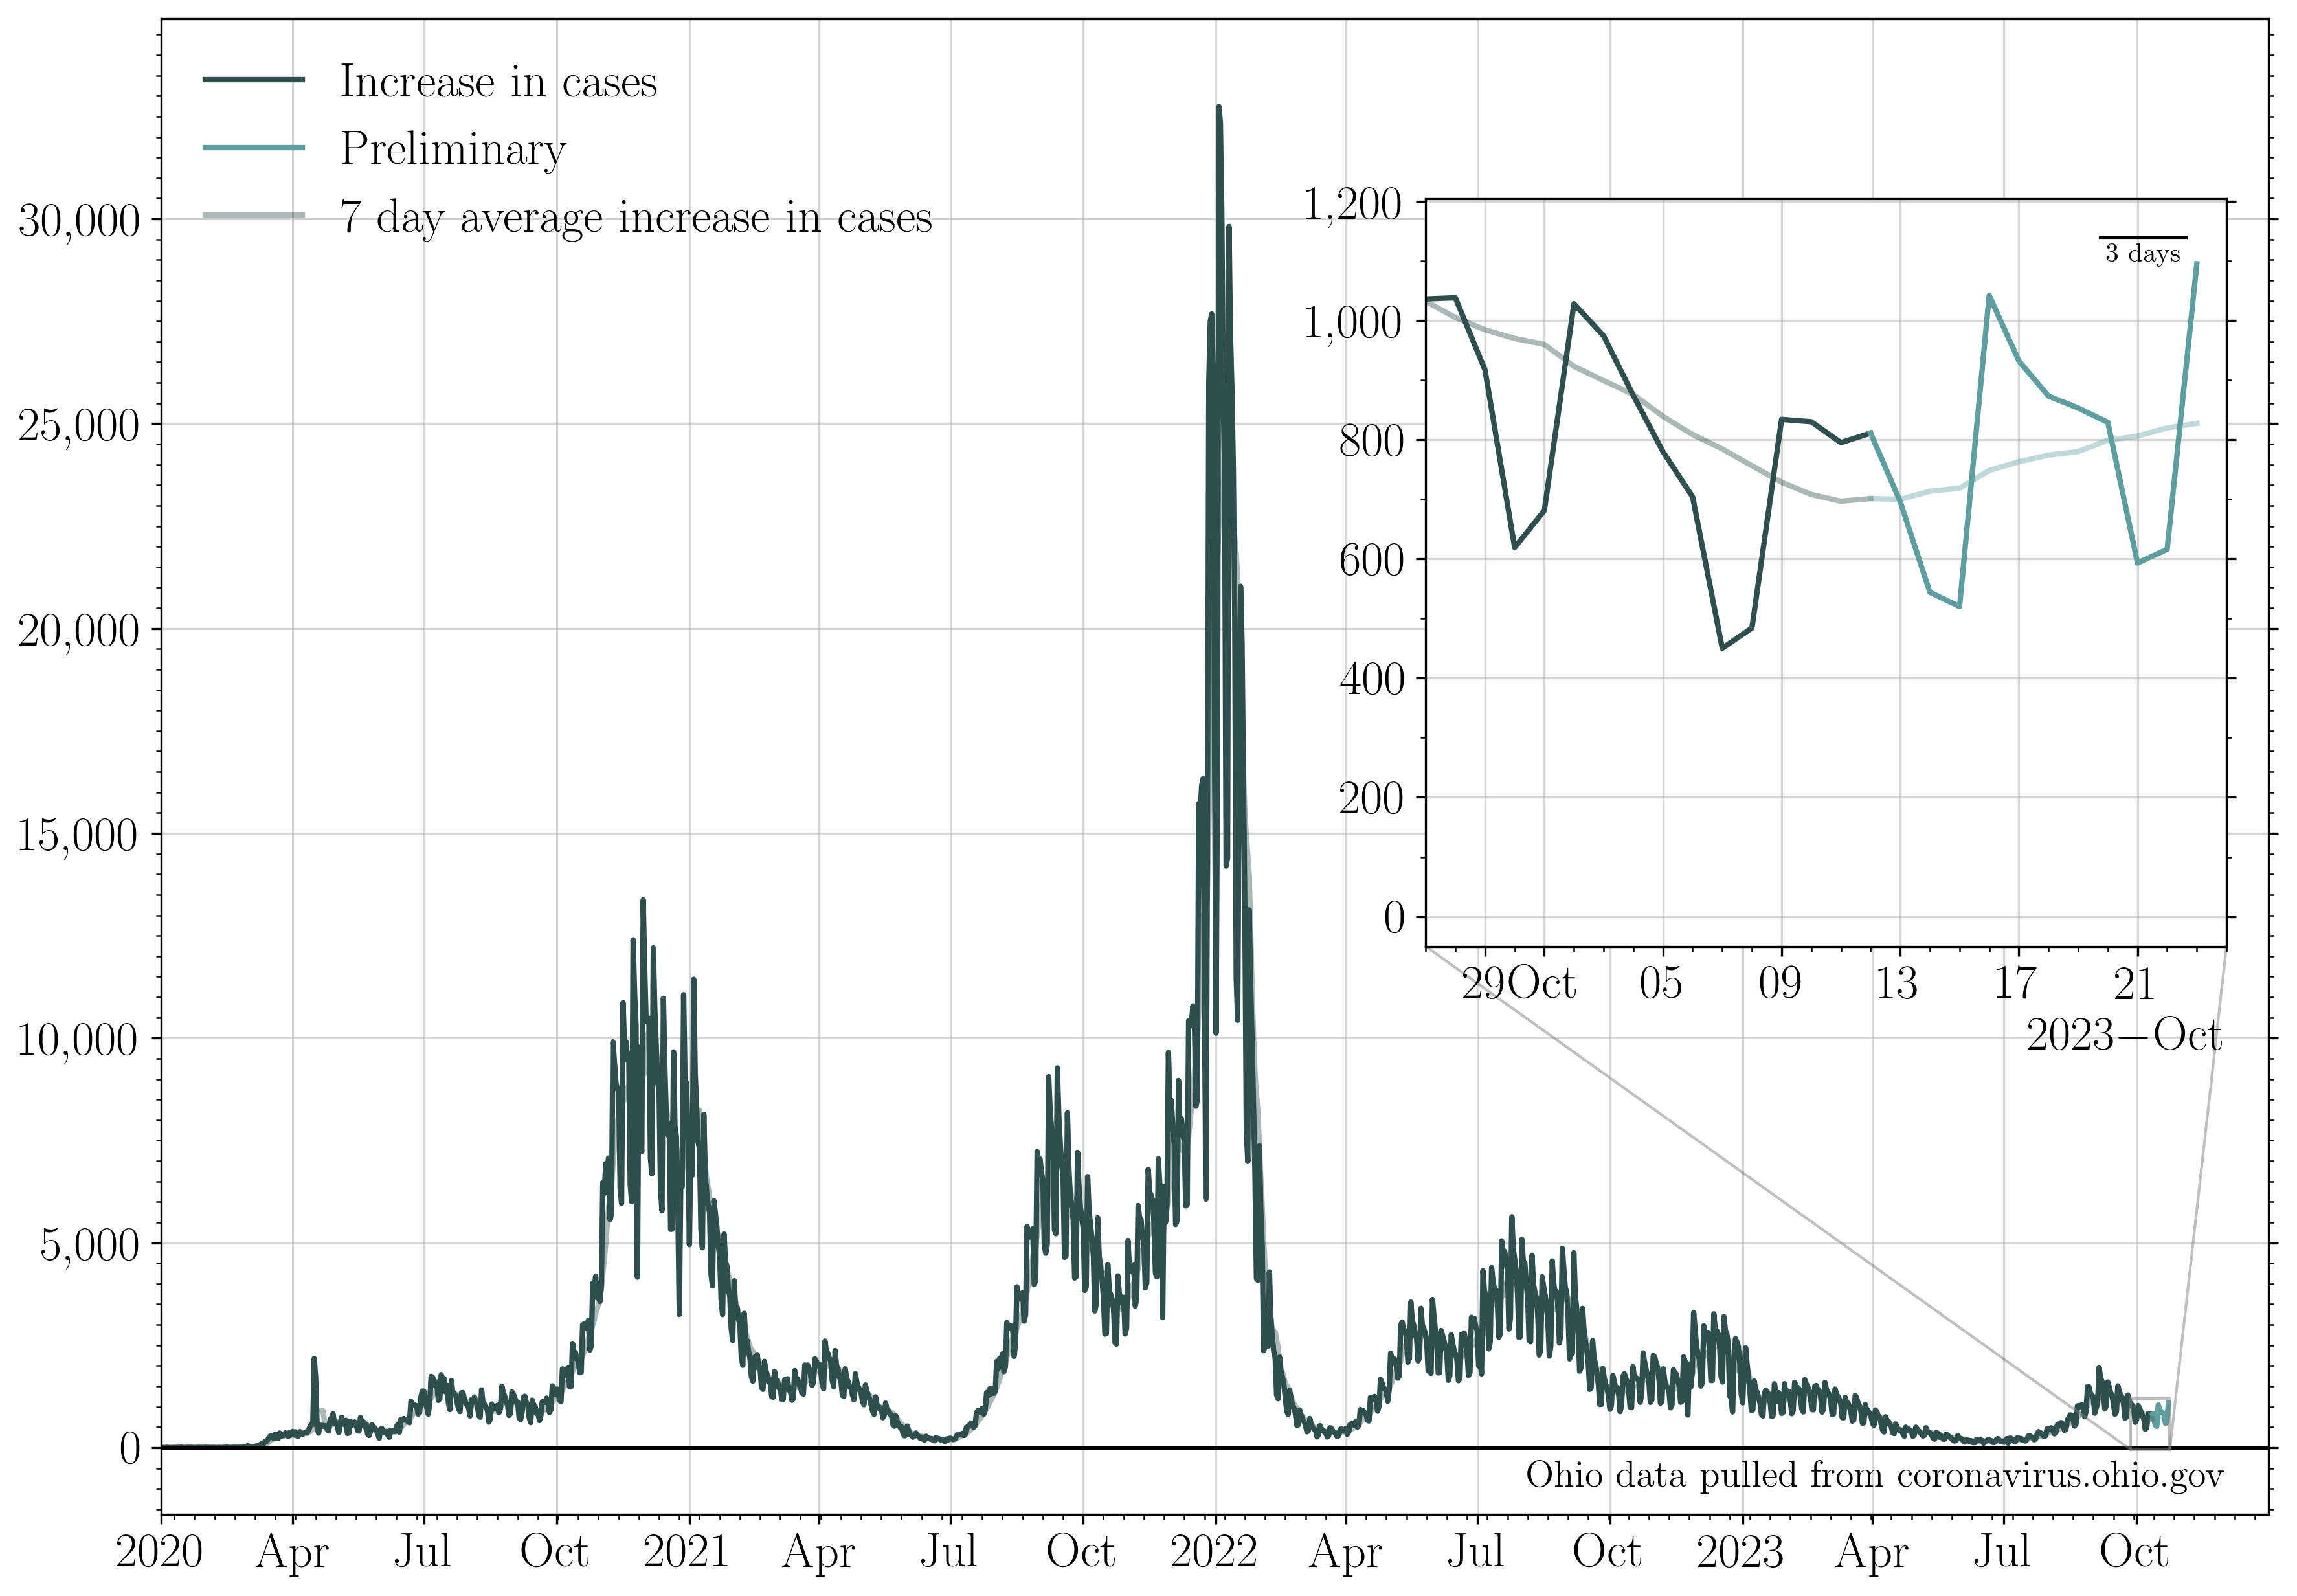 Increase in cases
Preliminary
7 day average increase in cases
30,000
25,000
20,000
15,000
10,000
5,000
0
1,200
1,000
800
600
400
200
0
3 days
29Oct 05 09 13 17 21
2023—Oct
Ohio data pulled from coronavirus.ohio.gov
2020 Apr Jul Oct 2021 Apr Jul Oct 2022 Apr Jul Oct 2023 Apr Jul Oct